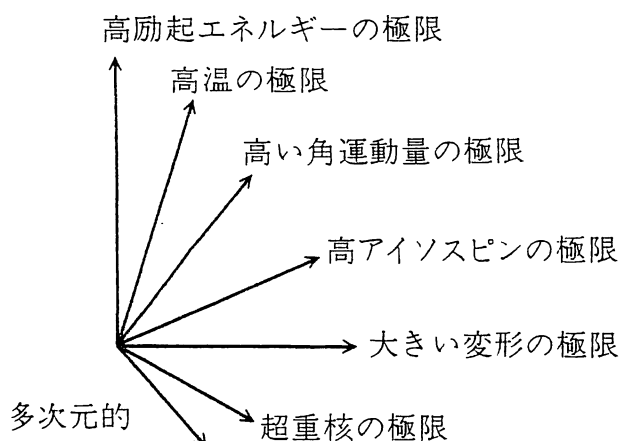 高励起エネルギーの極限
高温の極限
高い角運動量の極限
高アイソスピンの極限
大きい変形の極限
多次元的
超重核の極限